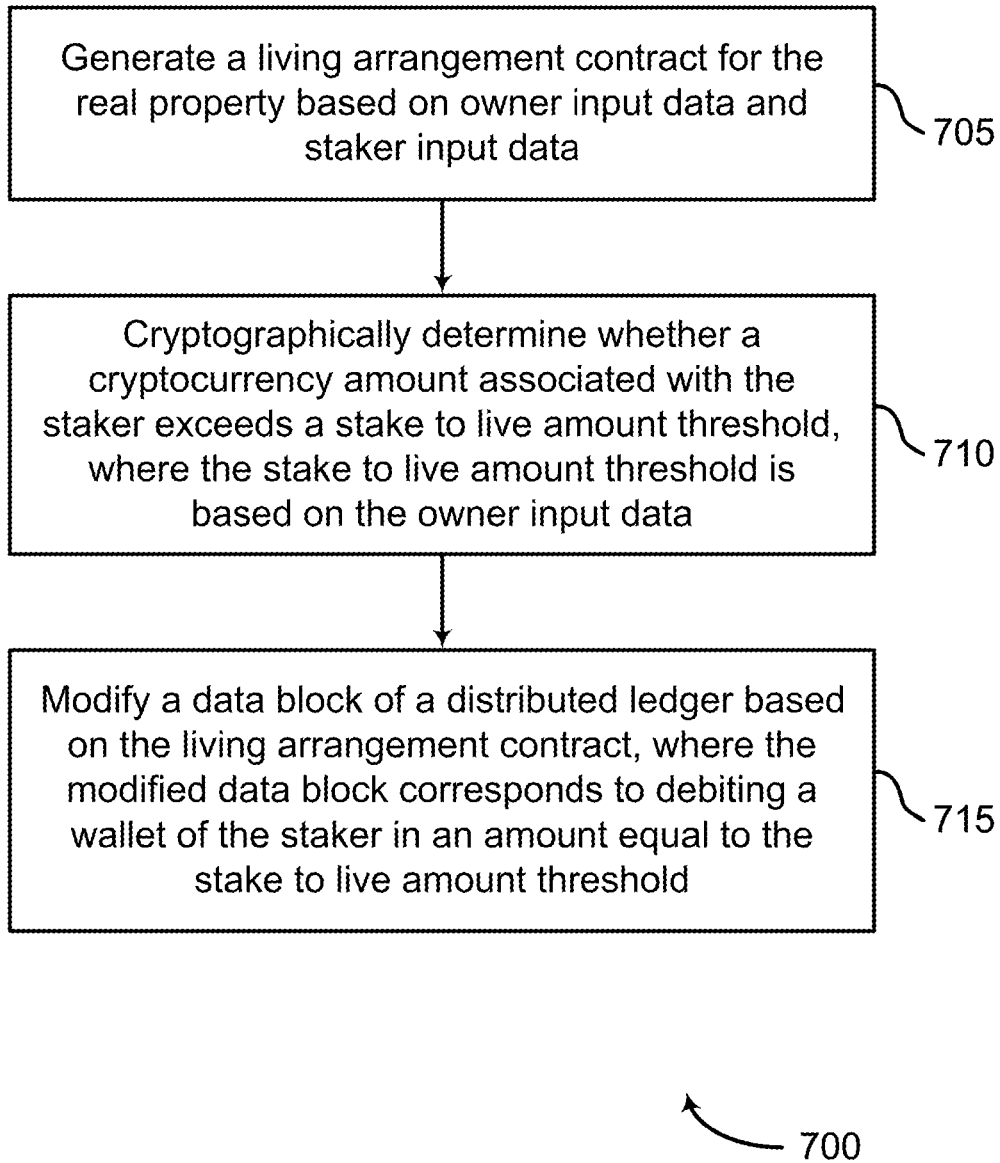 Generate a living arrangement contract for the
real property based on owner input data and
staker input data
705
Cryptographically determine whether a
cryptocurrency amount associated with the
staker exceeds a stake to live amount threshold,
where the stake to live amount threshold is
based on the owner input data
710
Modify a data block of a distributed ledger based
on the living arrangement contract, where the
modified data block corresponds to debiting a
wallet of the staker in an amount equal to the
stake to live amount threshold
715
700